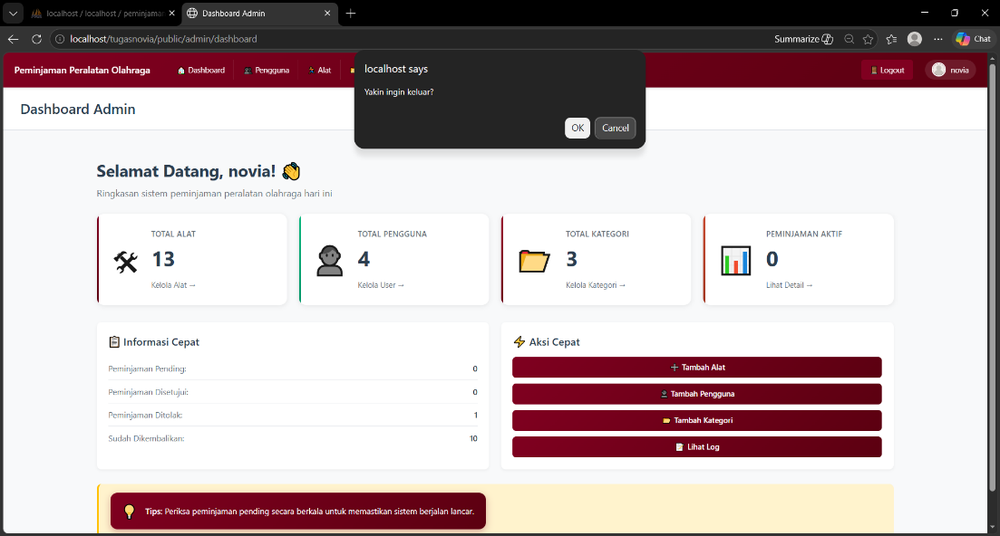 localhost / localhost / peminjaman
Dashboard Admin
localhost/tugasnovia/public/admin/dashboard
Summarize
Chat
Peminjaman Peralatan Olahraga
Dashboard
Pengguna
Alat
Logout
novia
localhost says
Yakin ingin keluar?
OK
Cancel
Dashboard Admin
Selamat Datang, novia! 👋
Ringkasan sistem peminjaman peralatan olahraga hari ini
TOTAL ALAT
13
Kelola Alat →
TOTAL PENGGUNA
4
Kelola User →
TOTAL KATEGORI
3
Kelola Kategori →
PEMINJAMAN AKTIF
0
Lihat Detail →
📋 Informasi Cepat
Peminjaman Pending: 0
Peminjaman Disetujui: 0
Peminjaman Ditolak: 1
Sudah Dikembalikan: 10
⚡ Aksi Cepat
➕ Tambah Alat
Tambah Pengguna
Tambah Kategori
Lihat Log
💡 Tips: Periksa peminjaman pending secara berkala untuk memastikan sistem berjalan lancar.